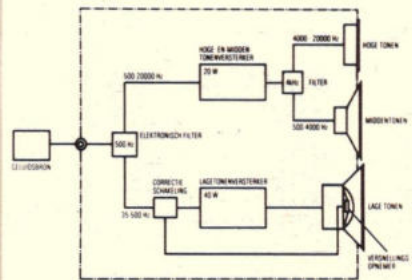 4000 - 20000 Hz
HOGE TONEN
HOGE EN MIDDEN
TONENVERSTERKER
20 W
500-20000 Hz
4kHz
FILTER
500-4000 Hz
MIDDENTONEN
ELEKTRONISCH FILTER
500 Hz
GELUIDSBRON
CORRECTIE
SCHAKELING
LAGETONENVERSTERKER
40 W
35-500 Hz
LAGE TONEN
VERSNELLINGS
OPNEMER